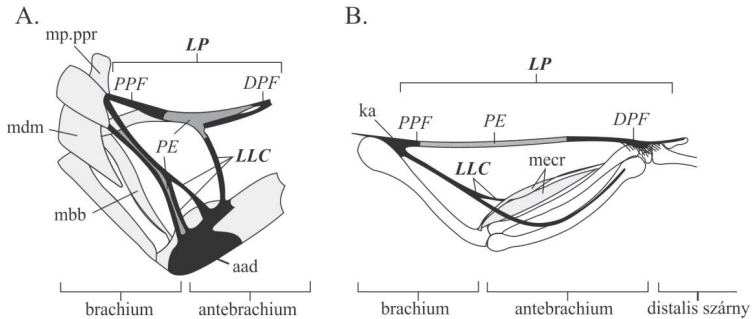 A.
mp.ppr
LP
PPF
DPF
mdm
PE
LLC
mbb
aad
brachium
antebrachium
B.
LP
ka
PPF
PE
DPF
LLC
mecr
brachium
antebrachium
distalis szárny